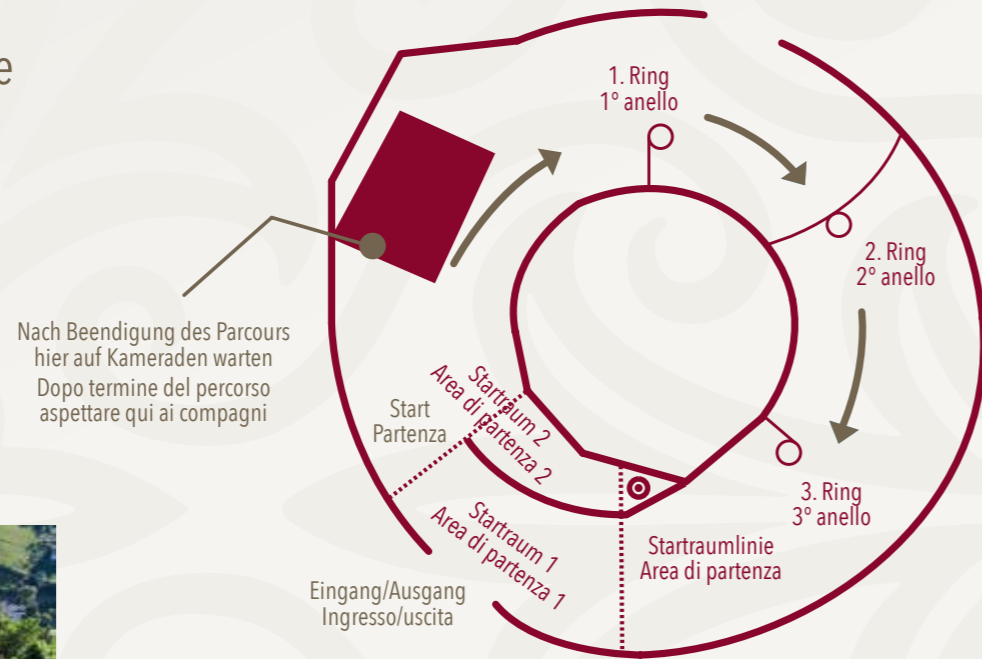 e
1. Ring
1° anello
2. Ring
2° anello
3. Ring
3° anello
Nach Beendigung des Parcours
hier auf Kameraden warten
Dopo termine del percorso
aspettare qui ai compagni
Start
Partenza
Startraum 2
Area di partenza 2
Startraum 1
Area di partenza 1
Startraumlinie
Area di partenza
Eingang/Ausgang
Ingresso/uscita